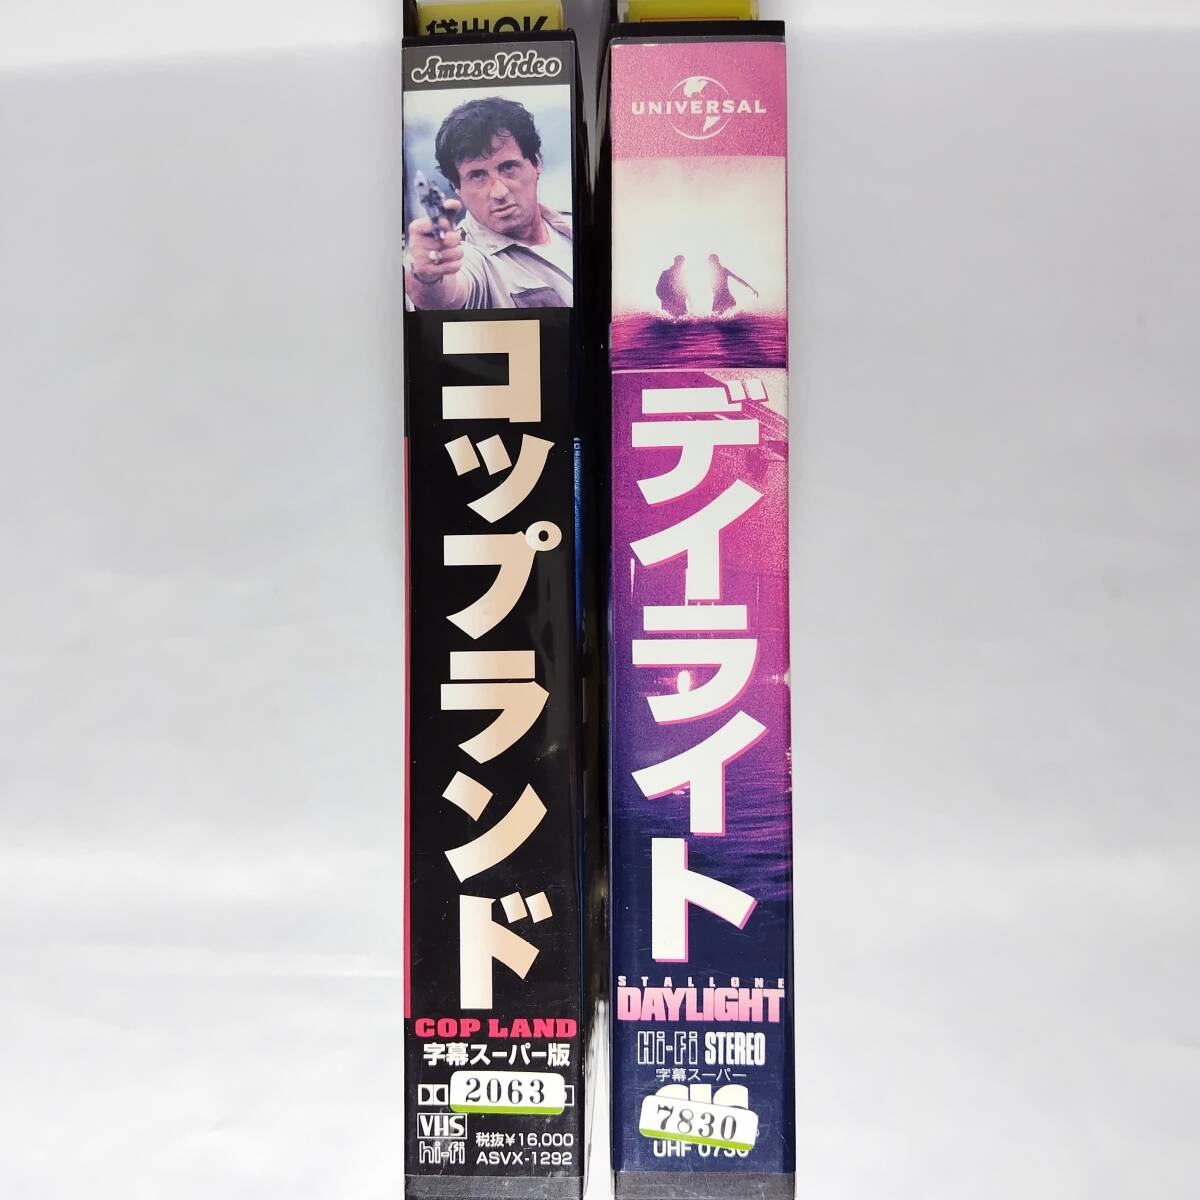 貸出OK
AmuseVideo
コップランド
COP LAND
字幕スーパー版
2063
VHS
hi-fi
税抜¥16,000
ASVX-1292
UNIVERSAL
デイライト
STALLONE
DAYLIGHT
Hi-Fi STEREO
字幕スーパー
7830
UHF